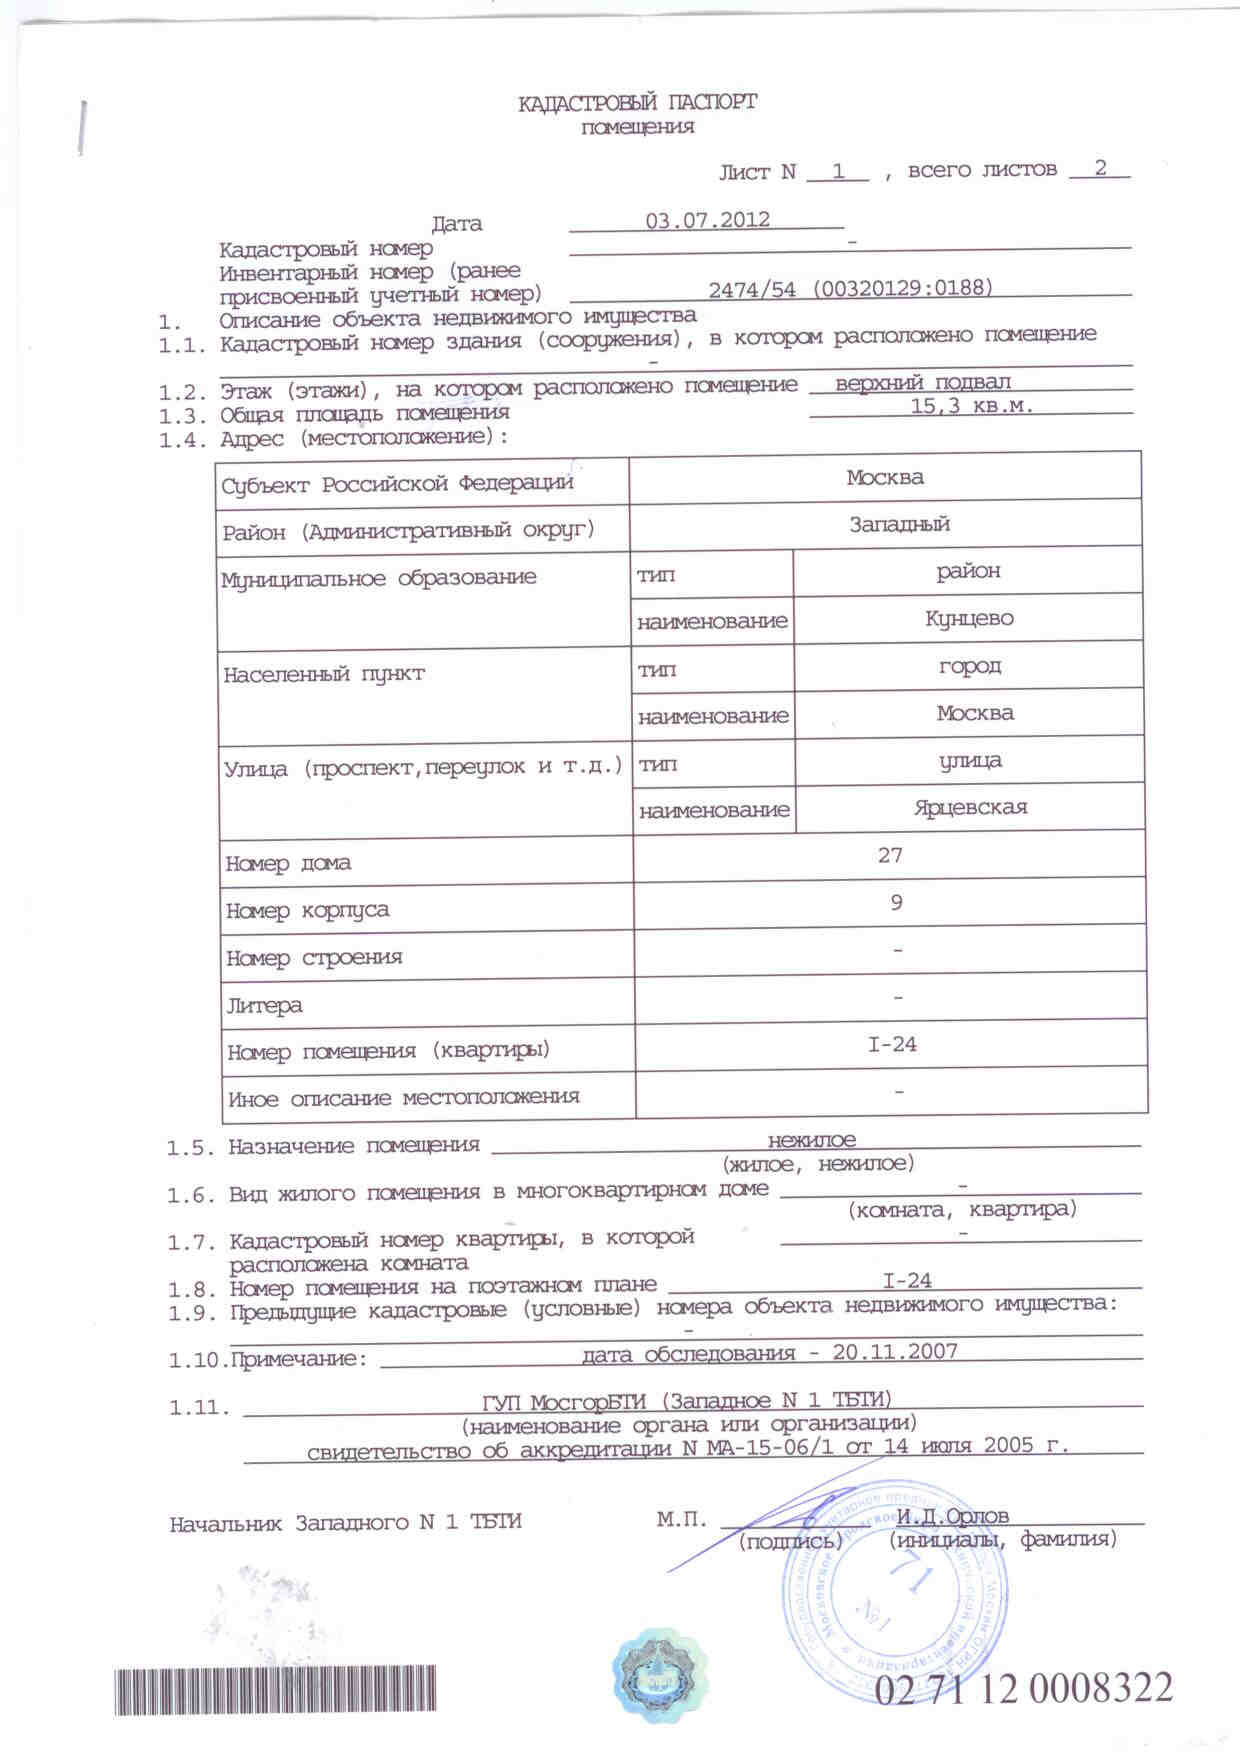 КАДАСТРОВЫЙ ПАСПОРТ
помещения
Лист N 1 , всего листов 2
Дата 03.07.2012
Кадастровый номер -
Инвентарный номер (ранее
присвоенный учетный номер) 2474/54 (00320129:0188)
1. Описание объекта недвижимого имущества
1.1. Кадастровый номер здания (сооружения), в котором расположено помещение
-
1.2. Этаж (этажи), на котором расположено помещение верхний подвал
1.3. Общая площадь помещения 15,3 кв.м.
1.4. Адрес (местоположение):
Субъект Российской Федерации Москва
Район (Административный округ) Западный
Муниципальное образование тип район
наименование Кунцево
Населенный пункт тип город
наименование Москва
Улица (проспект,переулок и т.д.) тип улица
наименование Ярцевская
Номер дома 27
Номер корпуса 9
Номер строения -
Литера -
Номер помещения (квартиры) I-24
Иное описание местоположения -
1.5. Назначение помещения нежилое
(жилое, нежилое)
1.6. Вид жилого помещения в многоквартирном доме -
(комната, квартира)
1.7. Кадастровый номер квартиры, в которой -
расположена комната
1.8. Номер помещения на поэтажном плане I-24
1.9. Предыдущие кадастровые (условные) номера объекта недвижимого имущества:
-
1.10.Примечание: дата обследования - 20.11.2007
1.11. ГУП МосгорБТИ (Западное N 1 ТБТИ)
(наименование органа или организации)
свидетельство об аккредитации N МА-15-06/1 от 14 июля 2005 г.
Начальник Западного N 1 ТБТИ М.П. И.Д.Орлов
(подпись) (инициалы, фамилия)
71
№1
02 71 12 0008322